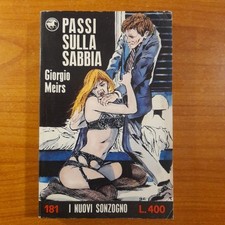 PASSI
SULLA
SABBIA
Giorgio
Meirs
181 I NUOVI SONZOGNO L. 400